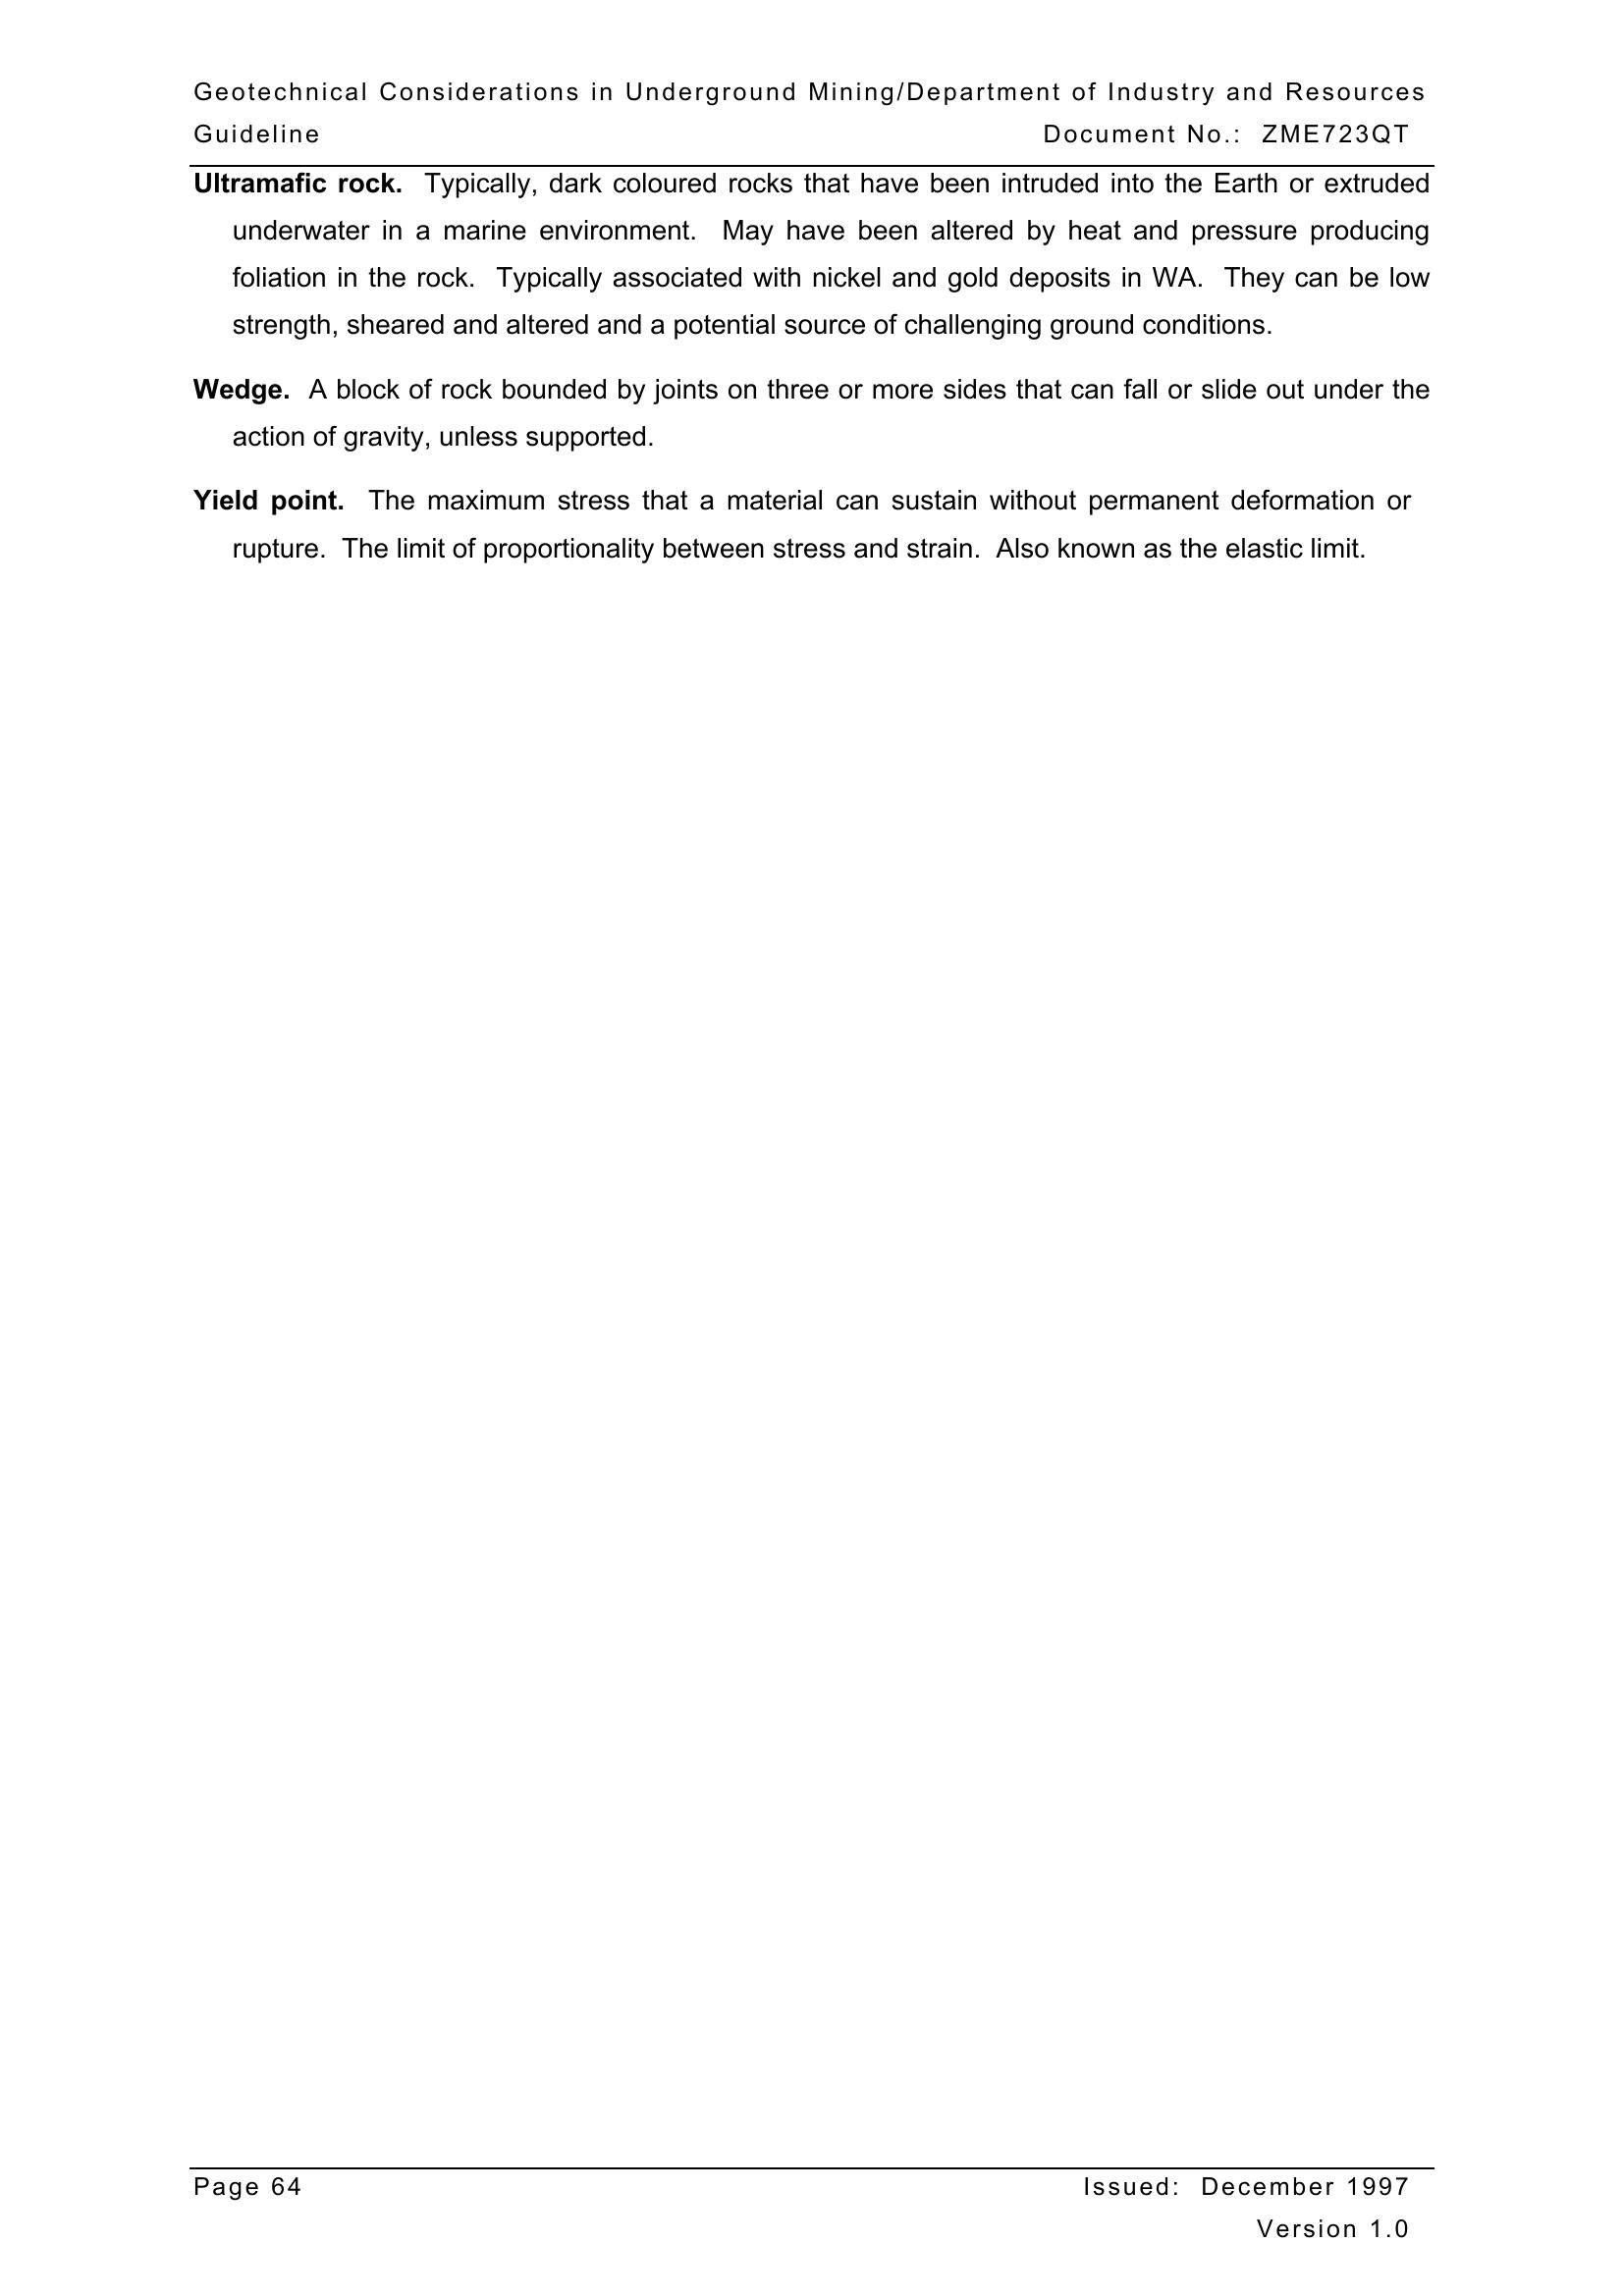 Geotechnical Considerations in Underground Mining/Department of Industry and Resources
Guideline Document No.: ZME723QT
Ultramafic rock. Typically, dark coloured rocks that have been intruded into the Earth or extruded
underwater in a marine environment. May have been altered by heat and pressure producing
foliation in the rock. Typically associated with nickel and gold deposits in WA. They can be low
strength, sheared and altered and a potential source of challenging ground conditions.
Wedge. A block of rock bounded by joints on three or more sides that can fall or slide out under the
action of gravity, unless supported.
Yield point. The maximum stress that a material can sustain without permanent deformation or
rupture. The limit of proportionality between stress and strain. Also known as the elastic limit.
Page 64 Issued: December 1997
Version 1.0